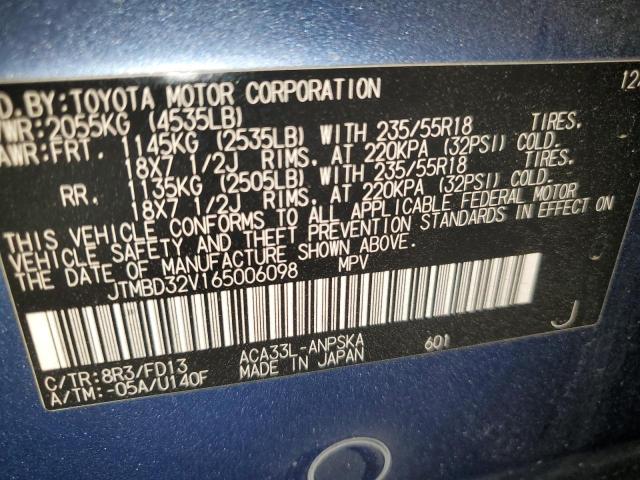 D. BY: TOYOTA MOTOR CORPORATION 12
WR: 2055KG (4535LB)
AWR: FRT. 1145KG (2535LB) WITH 235/55R18 TIRES.
18X7 1/2J RIMS. AT 220KPA (32PSI) COLD.
RR. 1135KG (2505LB) WITH 235/55R18 TIRES.
18X7 1/2J RIMS. AT 220KPA (32PSI) COLD.
THIS VEHICLE CONFORMS TO ALL APPLICABLE FEDERAL MOTOR
VEHICLE SAFETY AND THEFT PREVENTION STANDARDS IN EFFECT ON
THE DATE OF MANUFACTURE SHOWN ABOVE.
JTMBD32V165006098 MPV
J
C/TR: 8R3/FD13 ACA33L-ANPSKA 601
A/TM: -05A/U140F MADE IN JAPAN